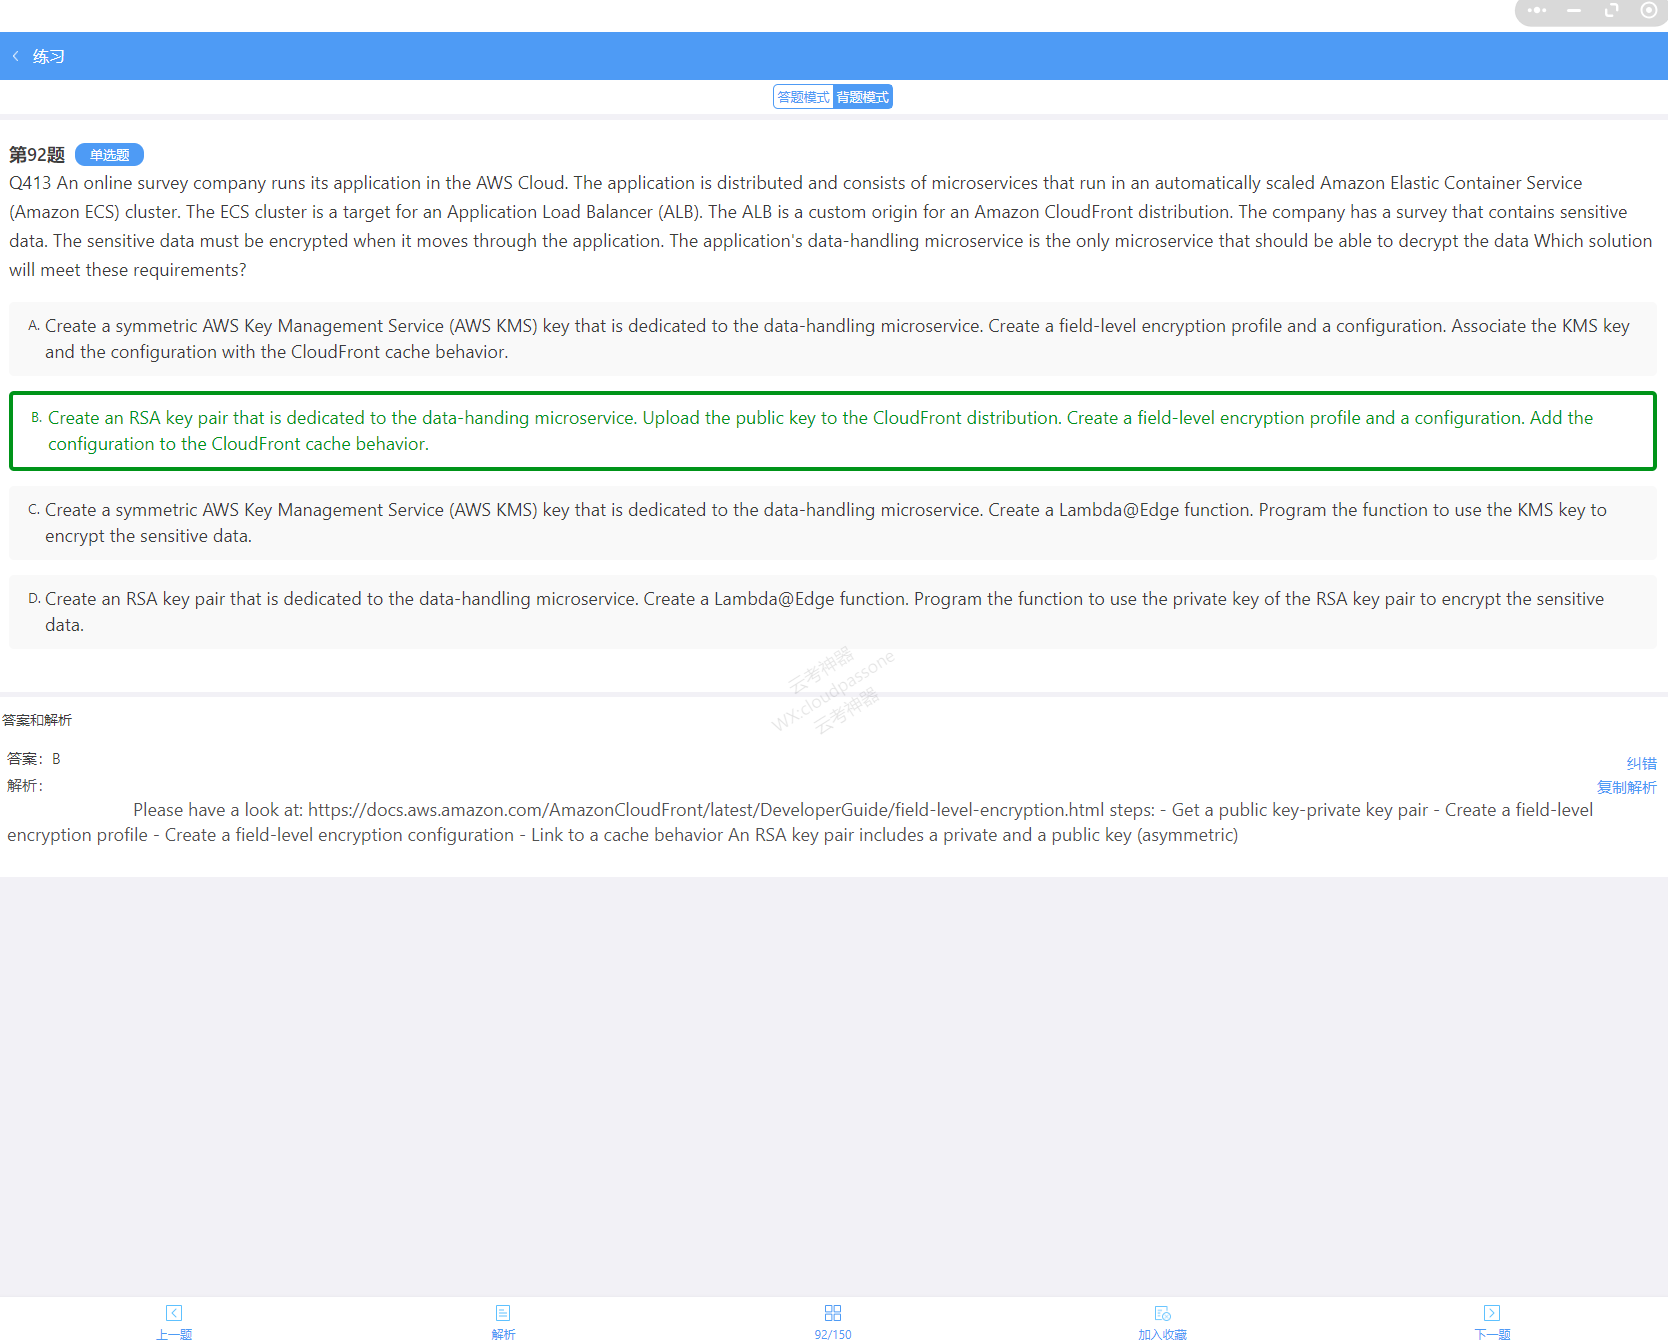 练习
答题模式 背题模式
第92题 单选题
Q413 An online survey company runs its application in the AWS Cloud. The application is distributed and consists of microservices that run in an automatically scaled Amazon Elastic Container Service
(Amazon ECS) cluster. The ECS cluster is a target for an Application Load Balancer (ALB). The ALB is a custom origin for an Amazon CloudFront distribution. The company has a survey that contains sensitive
data. The sensitive data must be encrypted when it moves through the application. The application's data-handling microservice is the only microservice that should be able to decrypt the data Which solution
will meet these requirements?
A. Create a symmetric AWS Key Management Service (AWS KMS) key that is dedicated to the data-handling microservice. Create a field-level encryption profile and a configuration. Associate the KMS key
and the configuration with the CloudFront cache behavior.
B. Create an RSA key pair that is dedicated to the data-handing microservice. Upload the public key to the CloudFront distribution. Create a field-level encryption profile and a configuration. Add the
configuration to the CloudFront cache behavior.
C. Create a symmetric AWS Key Management Service (AWS KMS) key that is dedicated to the data-handling microservice. Create a Lambda@Edge function. Program the function to use the KMS key to
encrypt the sensitive data.
D. Create an RSA key pair that is dedicated to the data-handling microservice. Create a Lambda@Edge function. Program the function to use the private key of the RSA key pair to encrypt the sensitive
data.
云考神器
WX:cloudpassone
云考神器
答案和解析
答案：B
纠错
解析：
复制解析
Please have a look at: https://docs.aws.amazon.com/AmazonCloudFront/latest/DeveloperGuide/field-level-encryption.html steps: - Get a public key-private key pair - Create a field-level
encryption profile - Create a field-level encryption configuration - Link to a cache behavior An RSA key pair includes a private and a public key (asymmetric)
上一题 解析 92/150 加入收藏 下一题